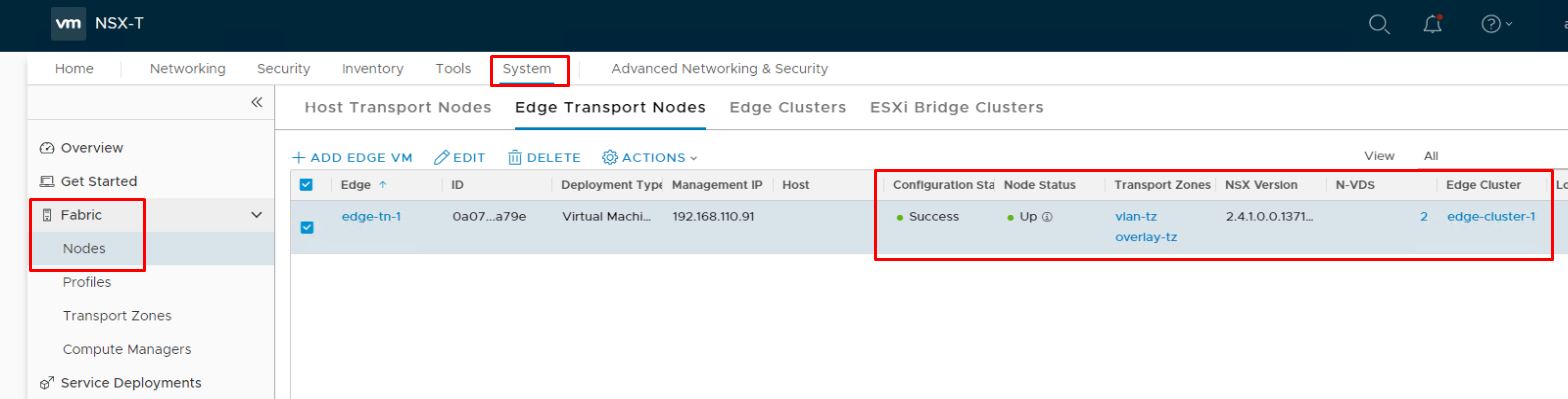 vm NSX-T
Home Networking Security Inventory Tools System Advanced Networking & Security
Host Transport Nodes Edge Transport Nodes Edge Clusters ESXi Bridge Clusters
Overview
Get Started
Fabric
Nodes
Profiles
Transport Zones
Compute Managers
Service Deployments
ADD EDGE VM EDIT DELETE ACTIONS View All
Edge ID Deployment Type Management IP Host Configuration Sta Node Status Transport Zones NSX Version N-VDS Edge Cluster Lo
edge-tn-1 0a07...a79e Virtual Machi... 192.168.110.91 Success Up vlan-tz 2.4.1.0.0.1371... 2 edge-cluster-1
overlay-tz